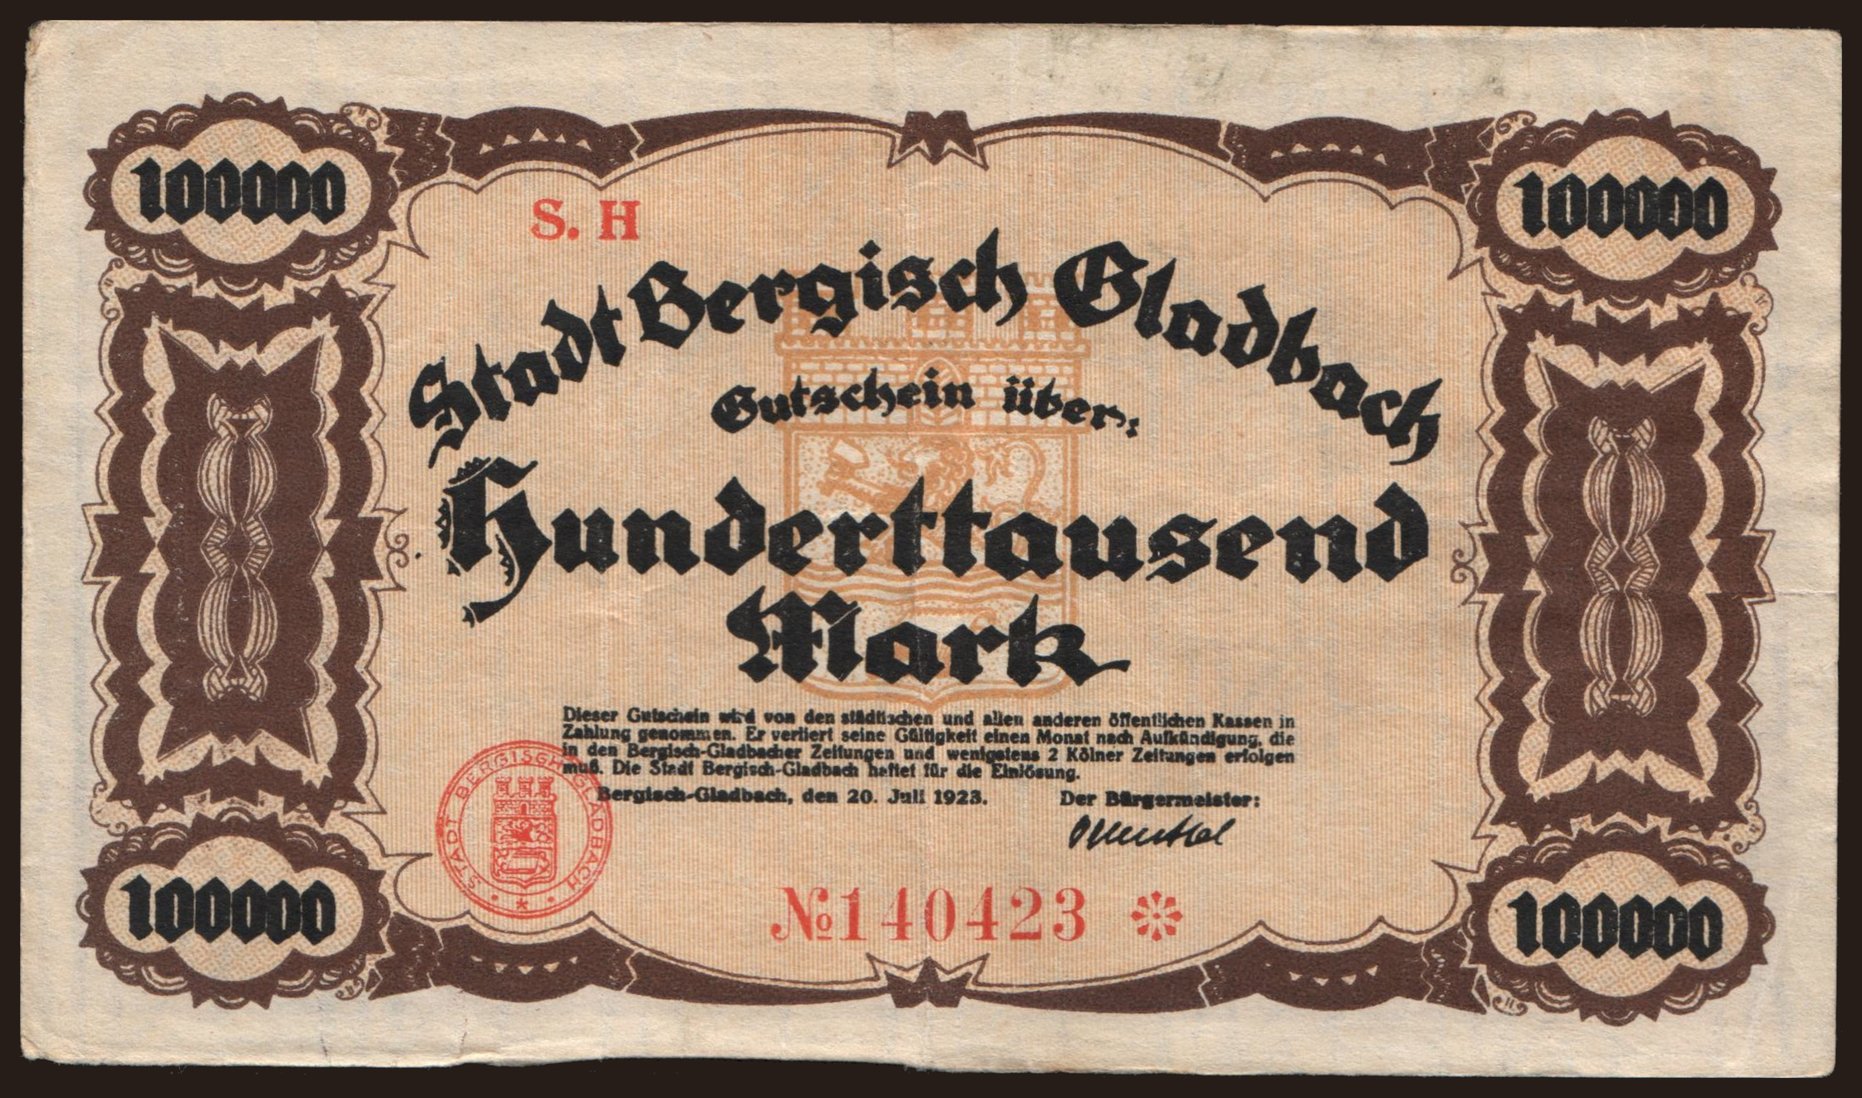 100000
100000
S. H
Stadt Bergisch Gladbach
Gutschein über:
Hunderttausend
Mark
Dieser Gutschein wird von den städtischen und allen anderen öffentlichen Kassen in
Zahlung genommen. Er verliert seine Gültigkeit einen Monat nach Aufkündigung, die
in den Bergisch-Gladbacher Zeitungen und wenigstens 2 Kölner Zeitungen erfolgen
muß. Die Stadt Bergisch-Gladbach haftet für die Einlösung.
Bergisch-Gladbach, den 20. Juli 1923. Der Bürgermeister:
STADT BERGISCH GLADBACH
№ 140423
100000
100000